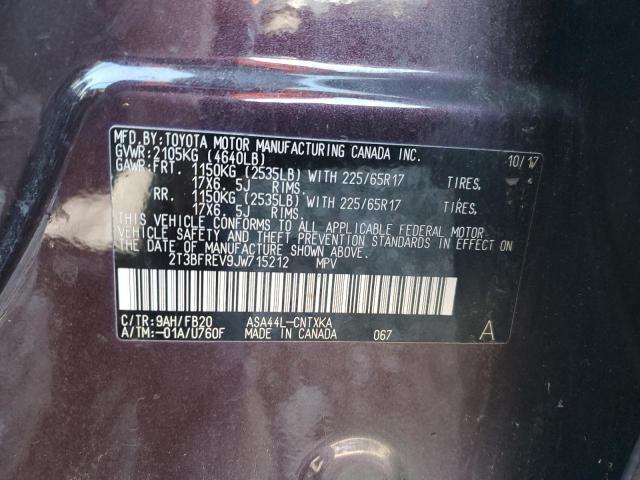 MFD.BY:TOYOTA MOTOR MANUFACTURING CANADA INC.
GVWR:2105KG (4640LB) 10/17
GAWR:FRT. 1150KG (2535LB) WITH 225/65R17 TIRES,
17X6. 5J RIMS.
RR. 1150KG (2535LB) WITH 225/65R17 TIRES,
17X6. 5J RIMS.
THIS VEHICLE CONFORMS TO ALL APPLICABLE FEDERAL MOTOR
VEHICLE SAFETY AND THEFT PREVENTION STANDARDS IN EFFECT
ON THE DATE OF MANUFACTURE SHOWN ABOVE.
2T3BFREV9JW715212 MPV
C/TR:9AH/FB20 ASA44L-CNTXKA
A/TM:-01A/U760F MADE IN CANADA 067 A